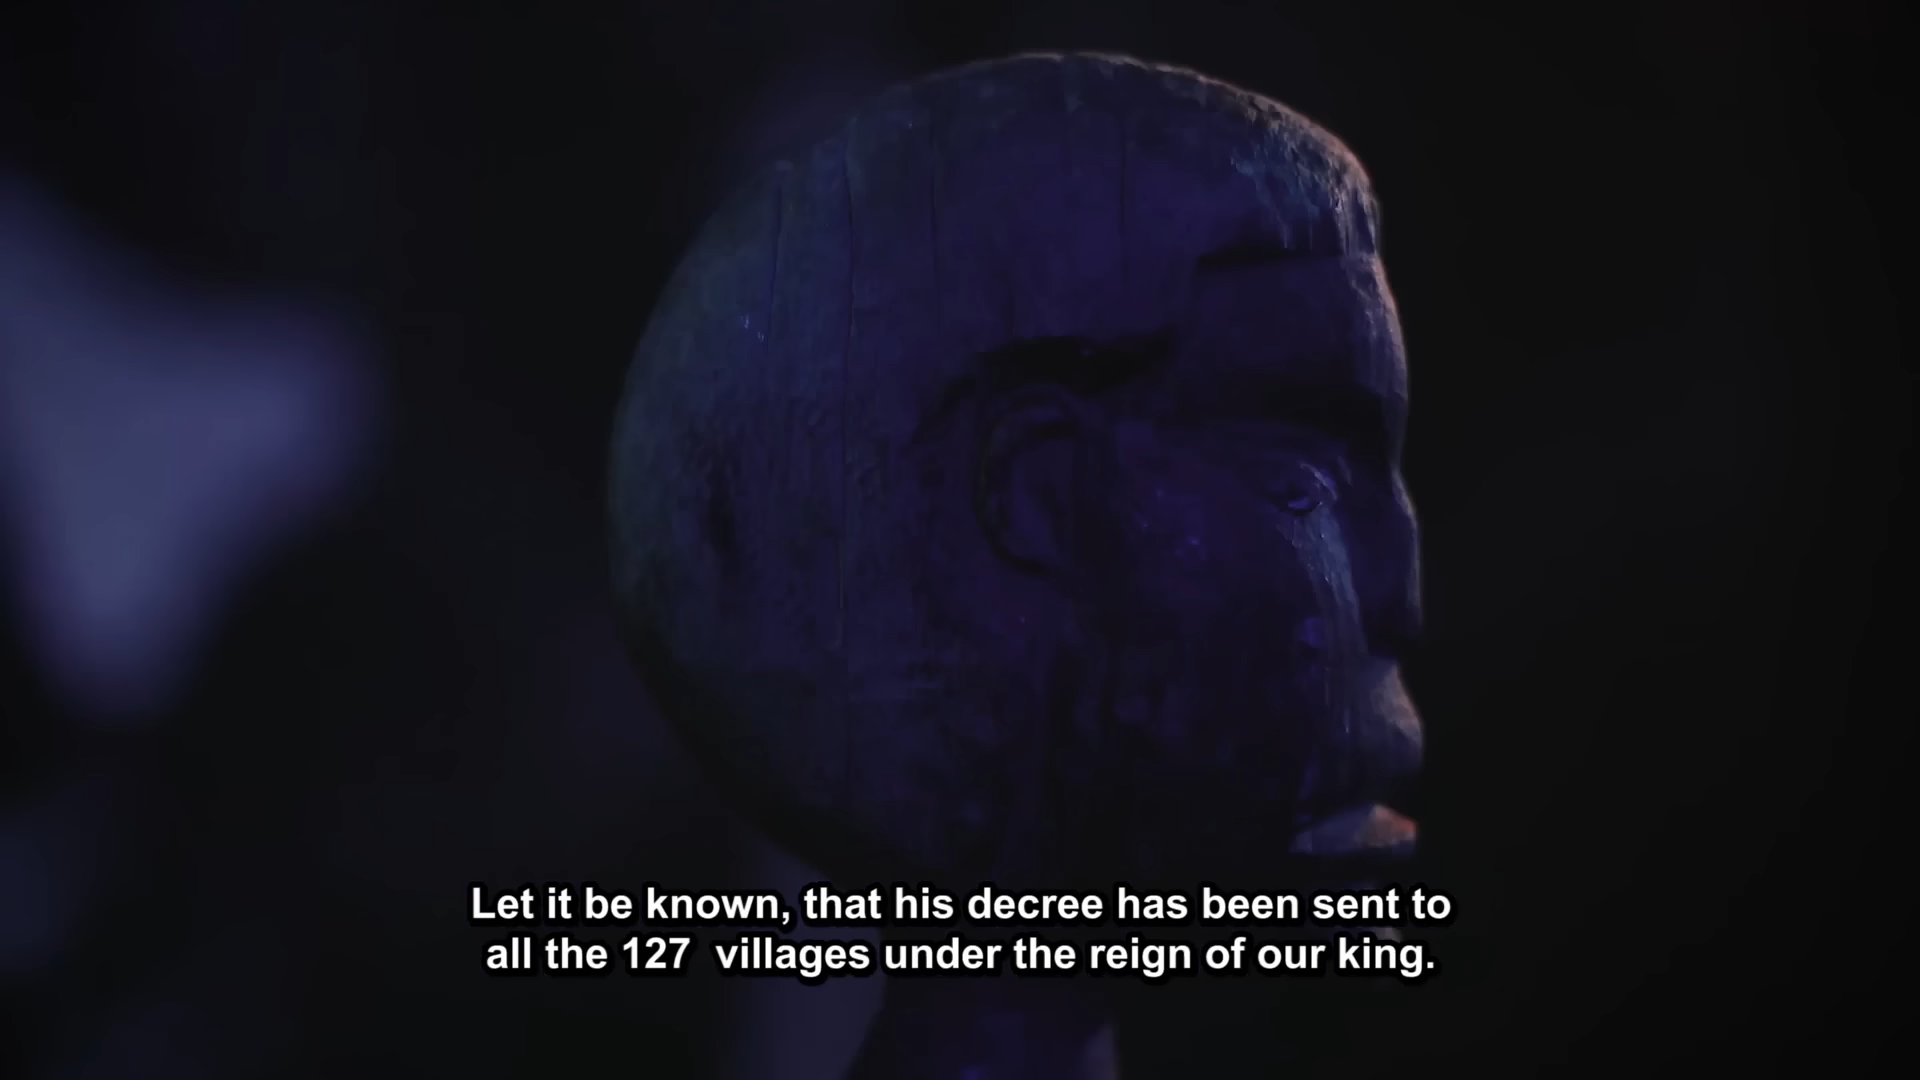 Let it be known, that his decree has been sent to
all the 127  villages under the reign of our king.